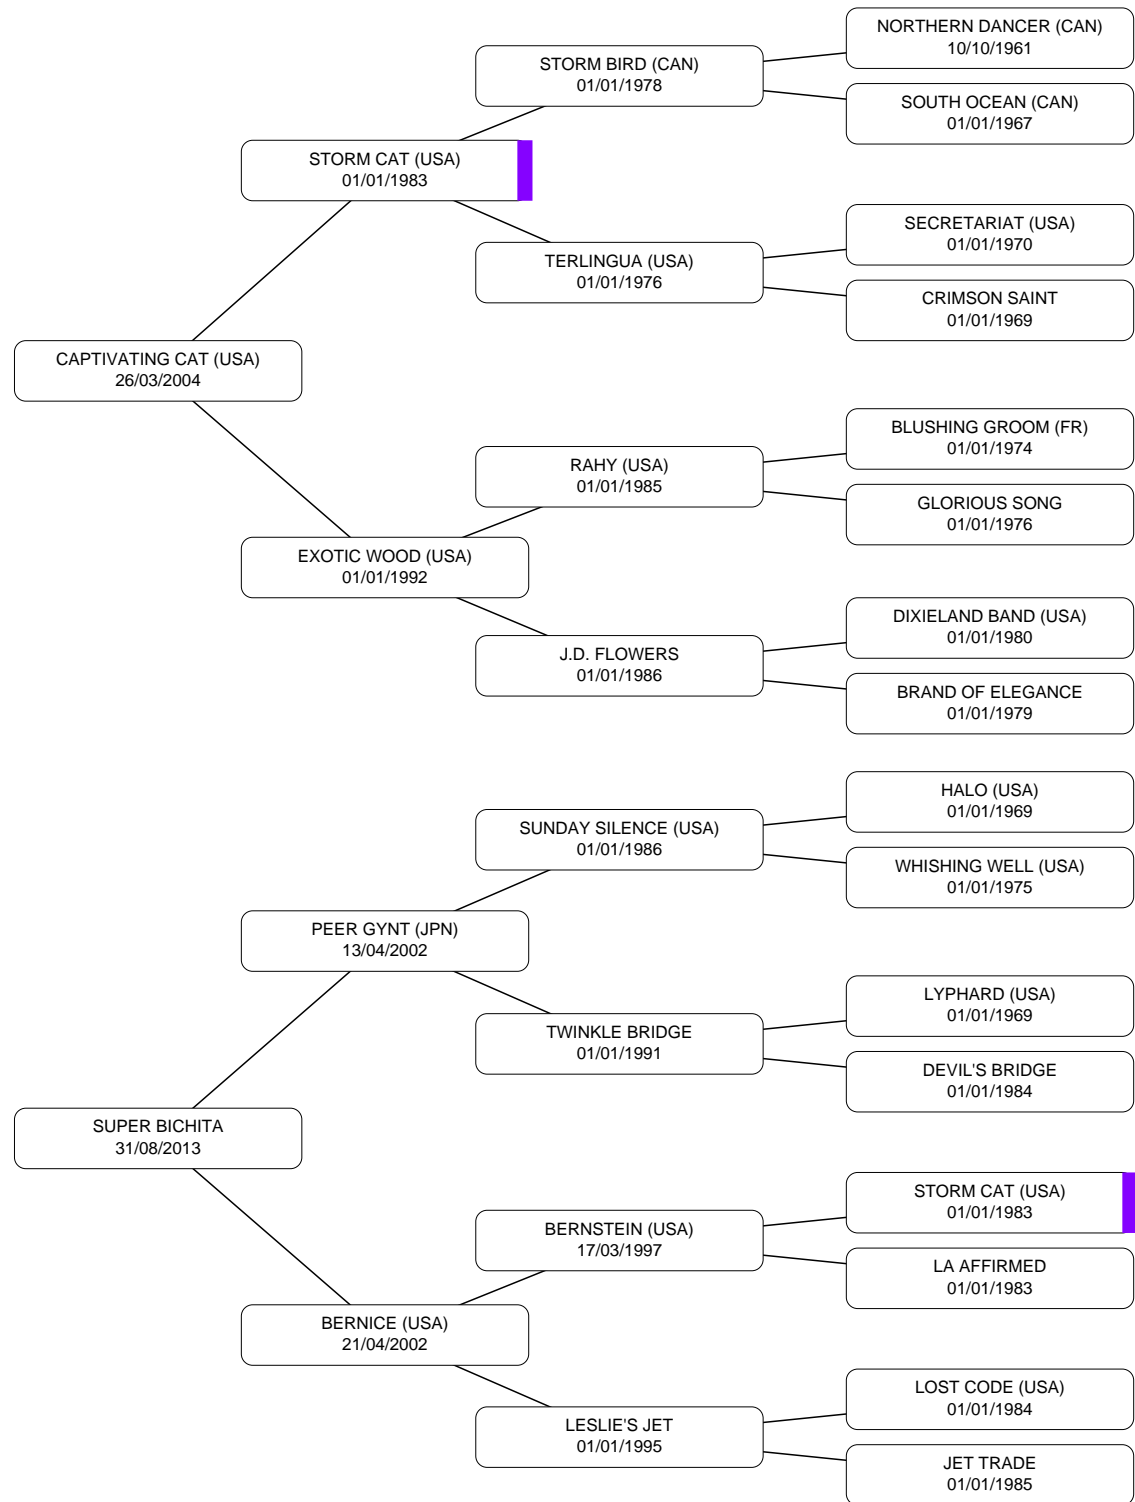 NORTHERN DANCER (CAN)
10/10/1961
STORM BIRD (CAN)
01/01/1978
SOUTH OCEAN (CAN)
01/01/1967
STORM CAT (USA)
01/01/1983
SECRETARIAT (USA)
01/01/1970
TERLINGUA (USA)
01/01/1976
CRIMSON SAINT
01/01/1969
CAPTIVATING CAT (USA)
26/03/2004
BLUSHING GROOM (FR)
01/01/1974
RAHY (USA)
01/01/1985
GLORIOUS SONG
01/01/1976
EXOTIC WOOD (USA)
01/01/1992
DIXIELAND BAND (USA)
01/01/1980
J.D. FLOWERS
01/01/1986
BRAND OF ELEGANCE
01/01/1979
HALO (USA)
01/01/1969
SUNDAY SILENCE (USA)
01/01/1986
WHISHING WELL (USA)
01/01/1975
PEER GYNT (JPN)
13/04/2002
LYPHARD (USA)
01/01/1969
TWINKLE BRIDGE
01/01/1991
DEVIL'S BRIDGE
01/01/1984
SUPER BICHITA
31/08/2013
STORM CAT (USA)
01/01/1983
BERNSTEIN (USA)
17/03/1997
LA AFFIRMED
01/01/1983
BERNICE (USA)
21/04/2002
LOST CODE (USA)
01/01/1984
LESLIE'S JET
01/01/1995
JET TRADE
01/01/1985